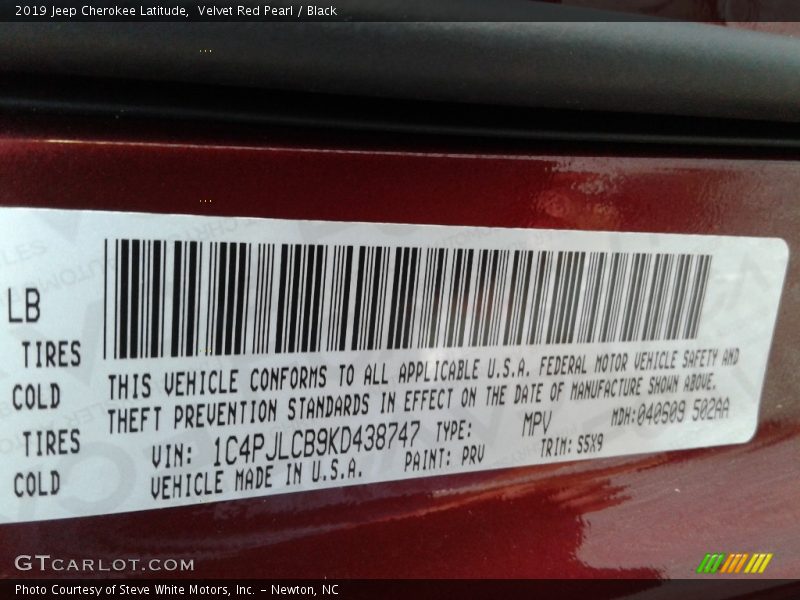 2019 Jeep Cherokee Latitude,  Velvet Red Pearl / Black
LB
TIRES
COLD
TIRES
COLD
THIS VEHICLE CONFORMS TO ALL APPLICABLE U.S.A. FEDERAL MOTOR VEHICLE SAFETY AND
THEFT PREVENTION STANDARDS IN EFFECT ON THE DATE OF MANUFACTURE SHOWN ABOVE.
VIN: 1C4PJLCB9KD438747 TYPE: MPV MDH:040609 502AA
VEHICLE MADE IN U.S.A. PAINT: PRV TRIM: S5X9
GTCARLOT.COM
Photo Courtesy of Steve White Motors, Inc. – Newton, NC